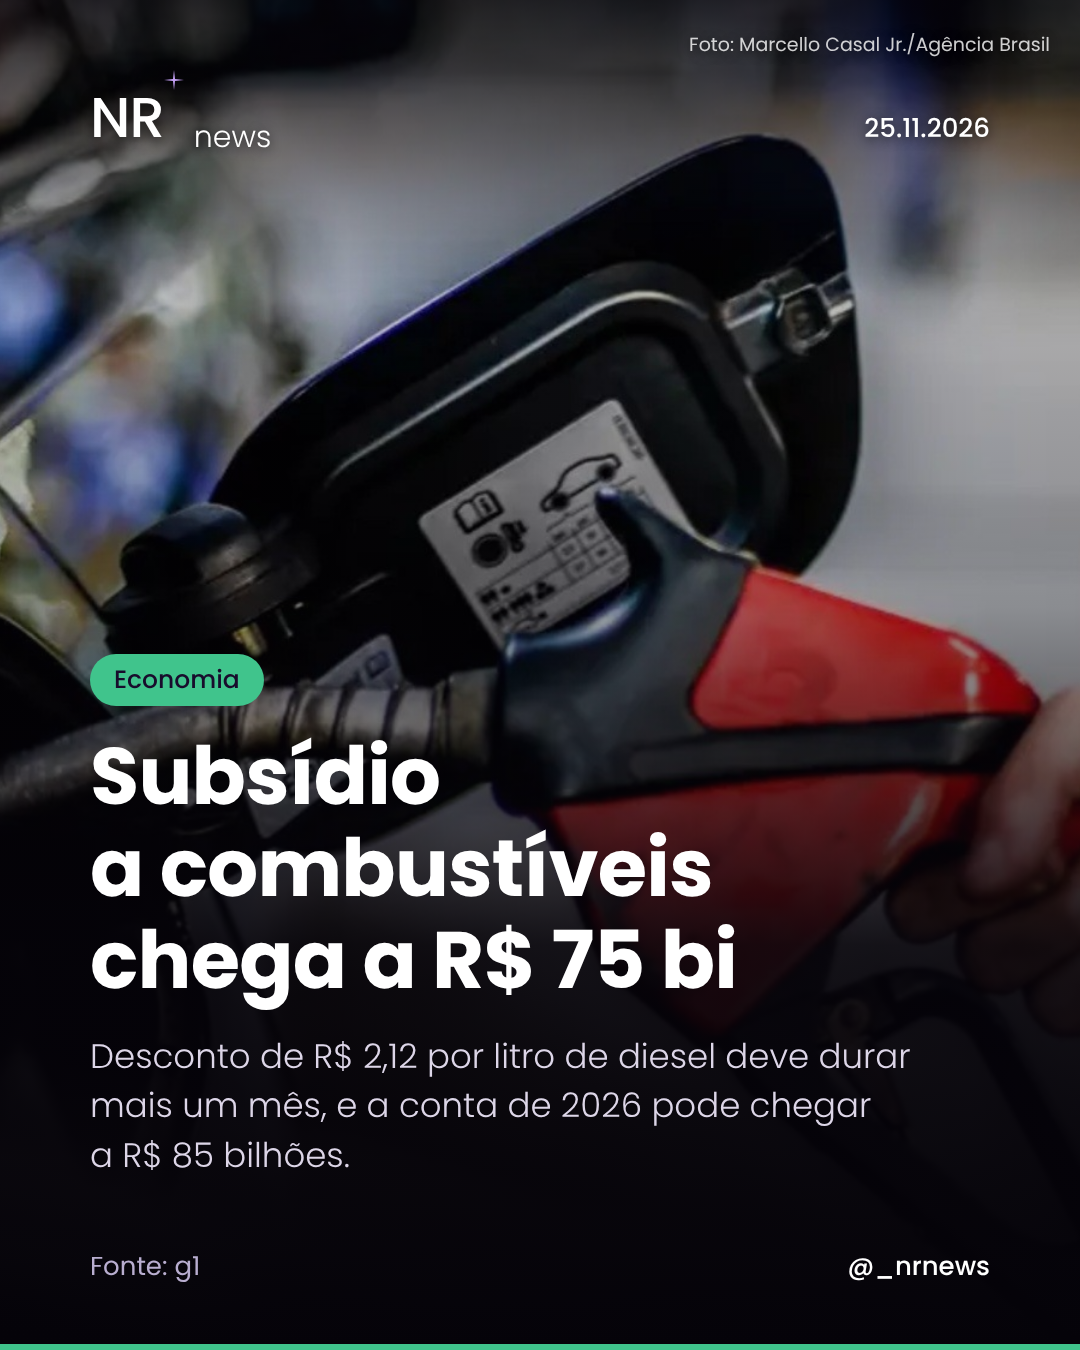 Foto: Marcello Casal Jr./Agência Brasil
NR
news
25.11.2026
Economia
Subsídio
a combustíveis
chega a R$ 75 bi
Desconto de R$ 2,12 por litro de diesel deve durar
mais um mês, e a conta de 2026 pode chegar
a R$ 85 bilhões.
Fonte: g1
@_nrnews